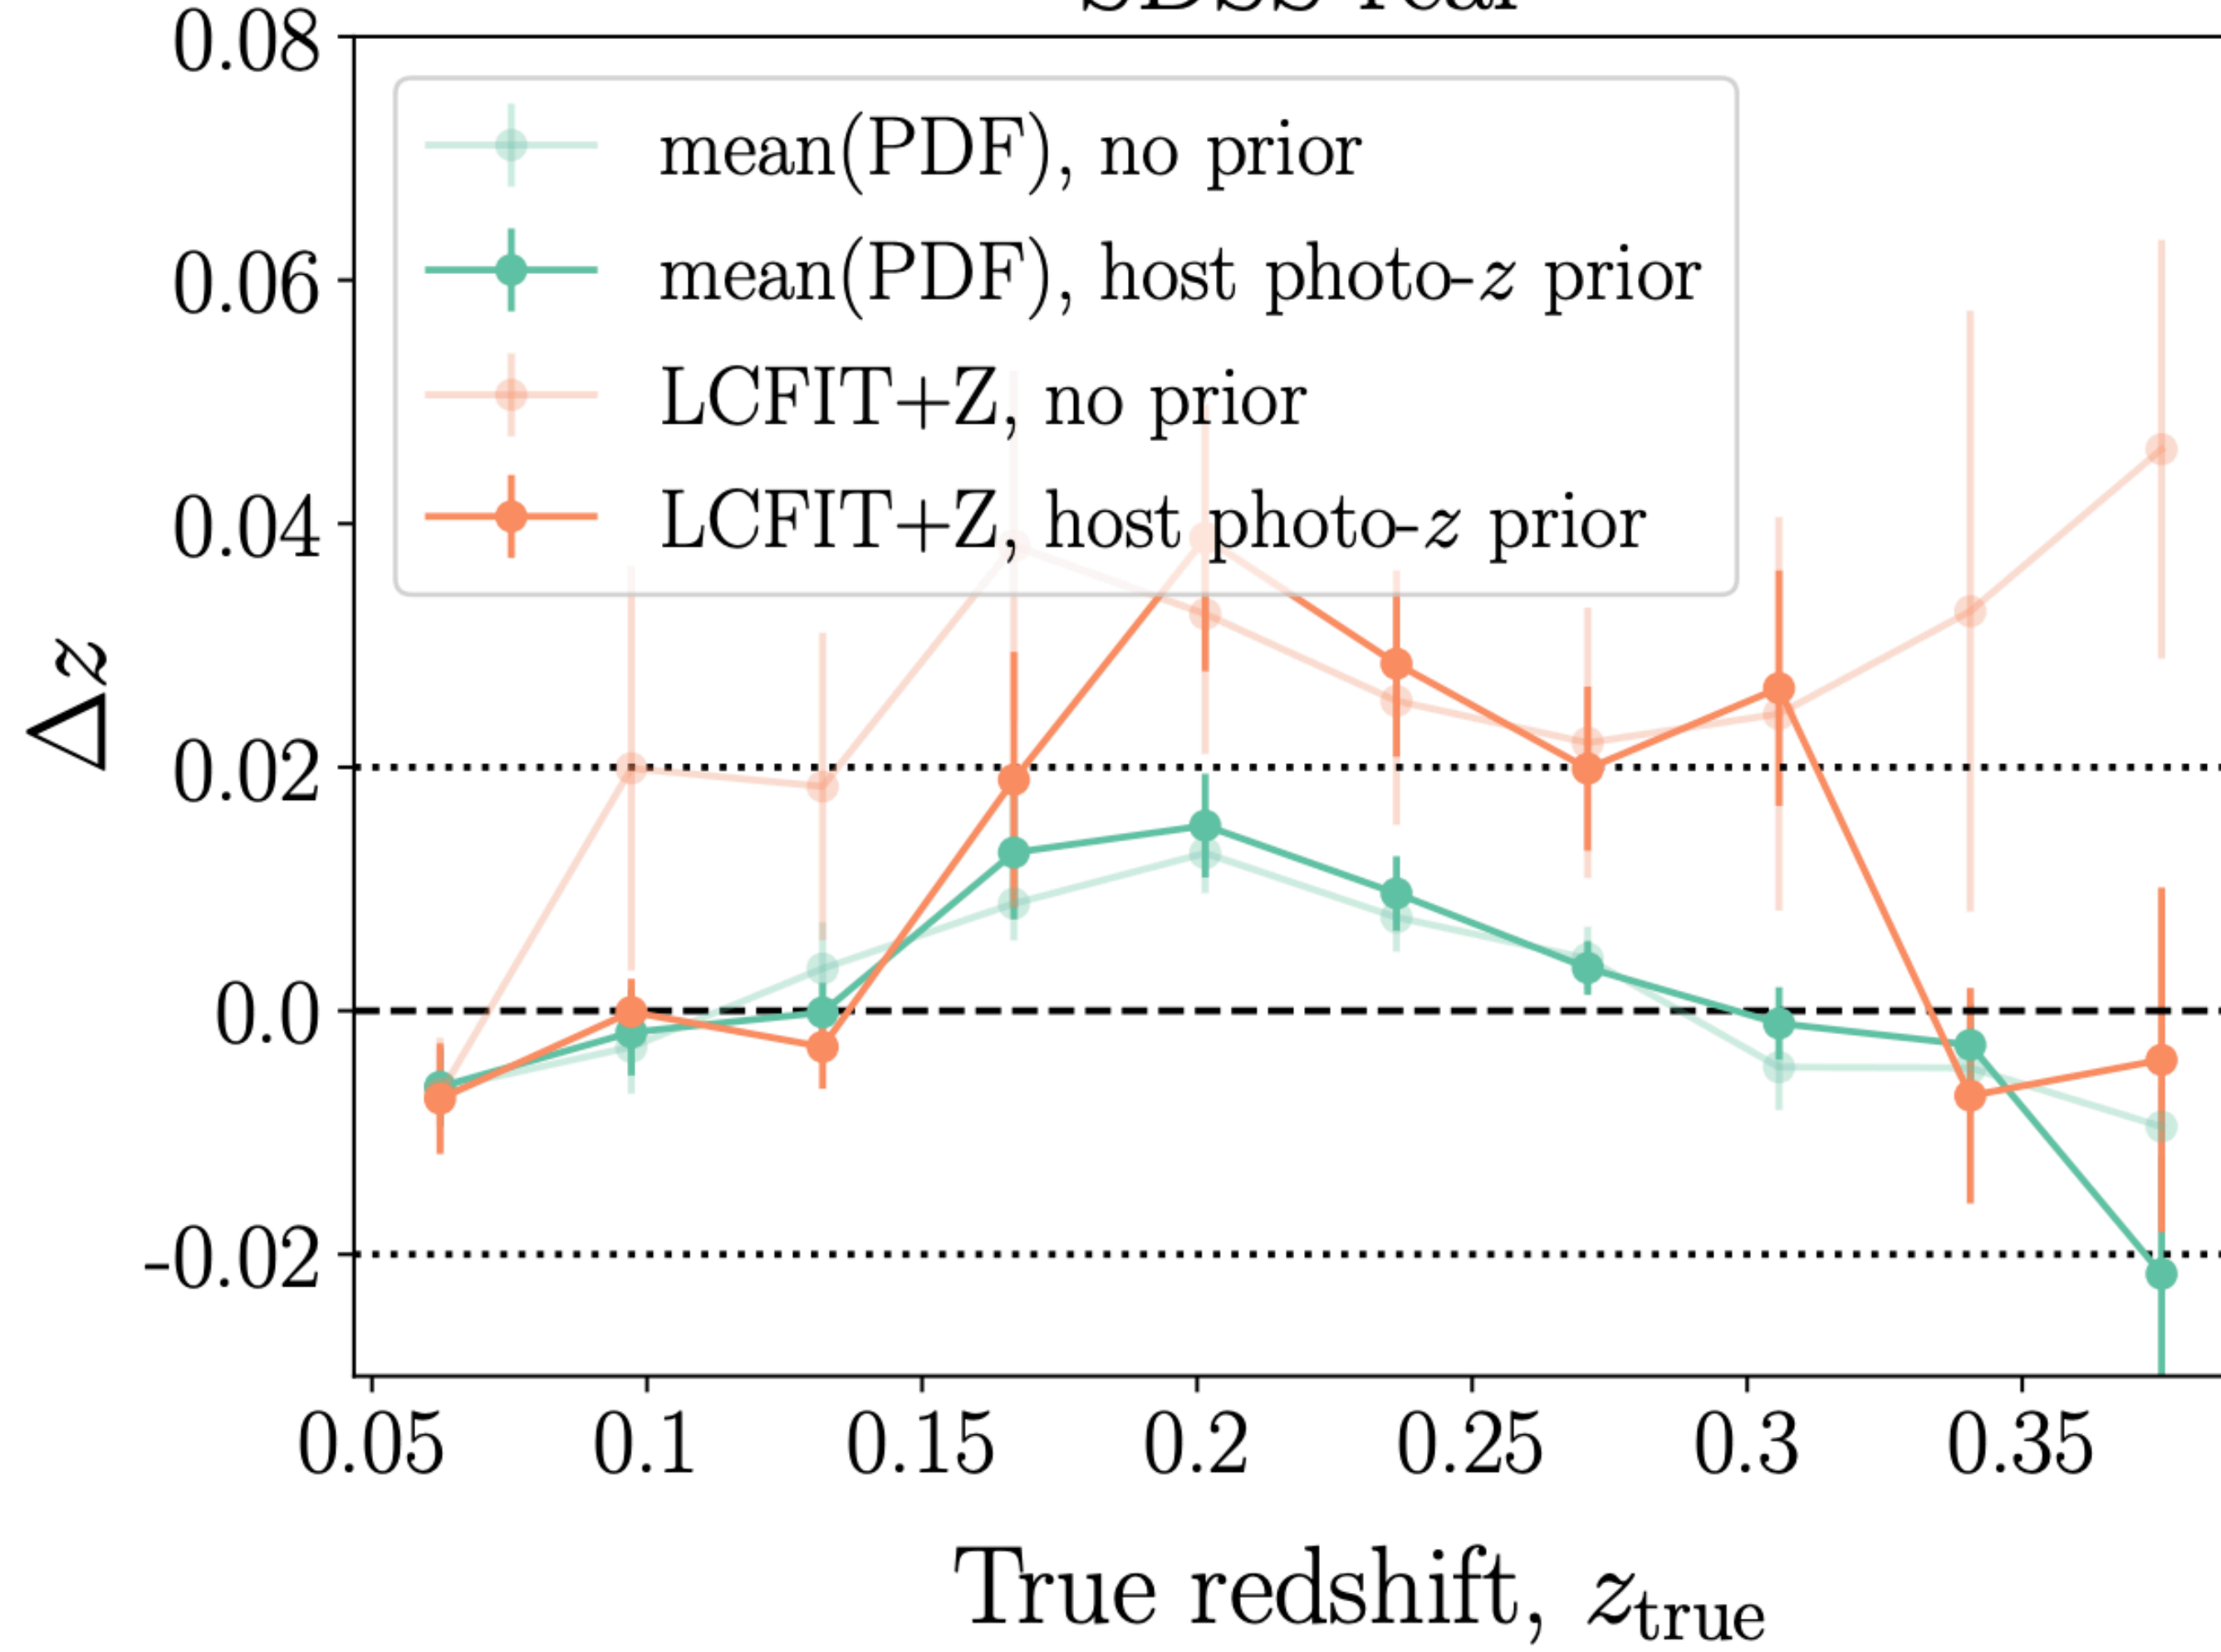 0.08
mean(PDF), no prior
mean(PDF), host photo-z prior
LCFIT+Z, no prior
LCFIT+Z, host photo-z prior
0.06
0.04
0.02
0.0
-0.02
Δz
0.05 0.1 0.15 0.2 0.25 0.3 0.35
True redshift, z_true